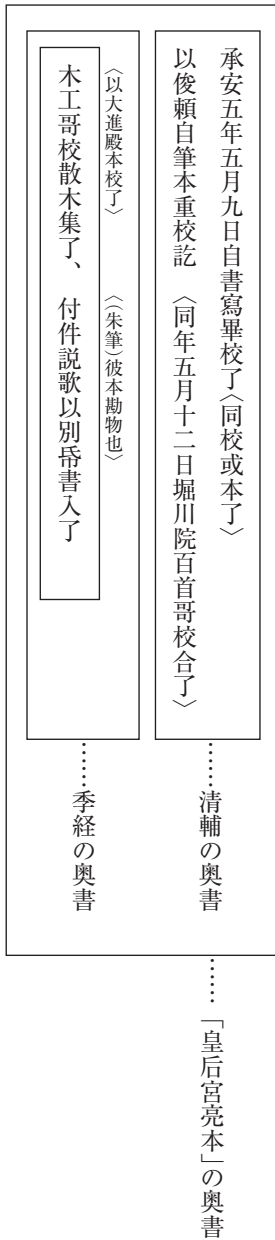 承安五年五月九日自書寫畢校了〈同校或本了〉
以俊頼自筆本重校訖　〈同年五月十二日堀川院百首哥校合了〉
……清輔の奥書
〈以大進殿本校了〉　〈(朱筆)彼本勘物也〉
木工哥校散木集了、　付件説歌以別帋書入了
……季経の奥書
……「皇后宮亮本」の奥書